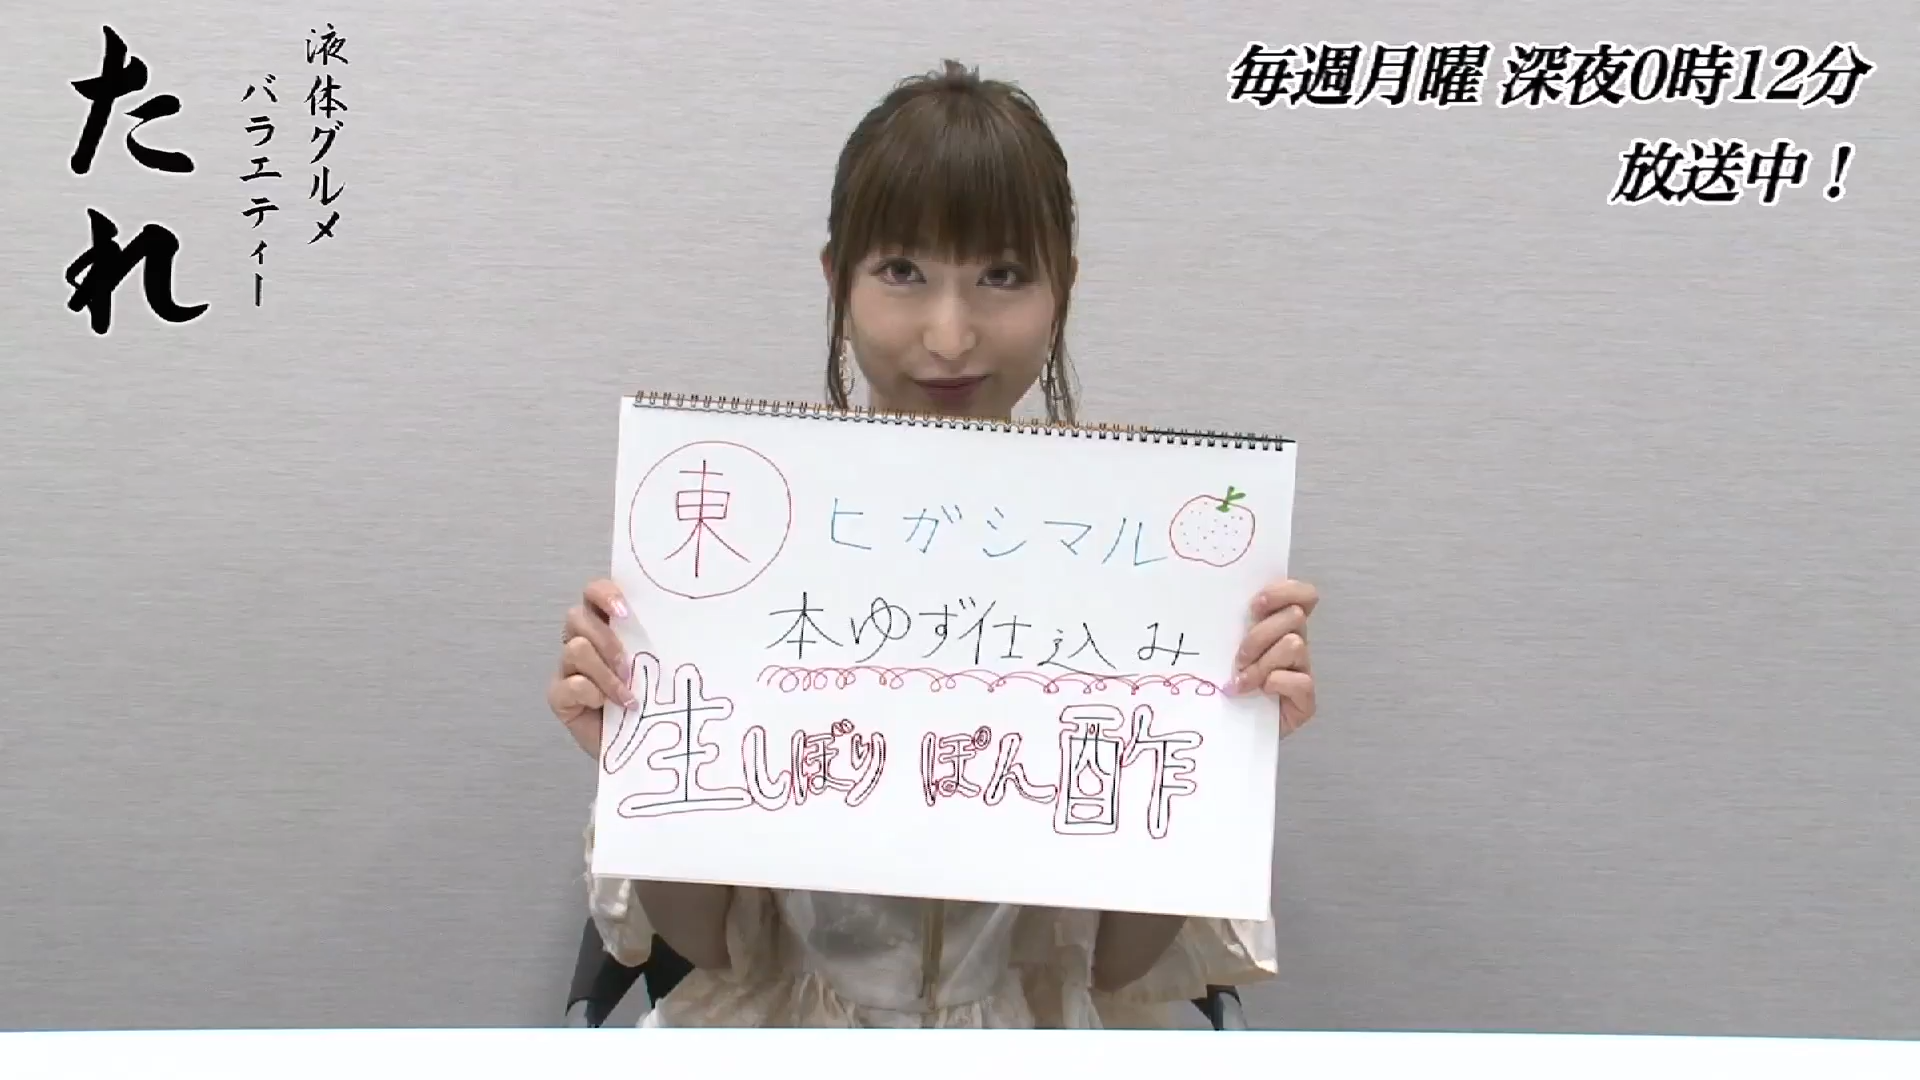 液体グルメ
バラエティー
たれ
毎週月曜 深夜0時12分
放送中！
東 ヒガシマル
本ゆず仕込み
生しぼり ぽん酢